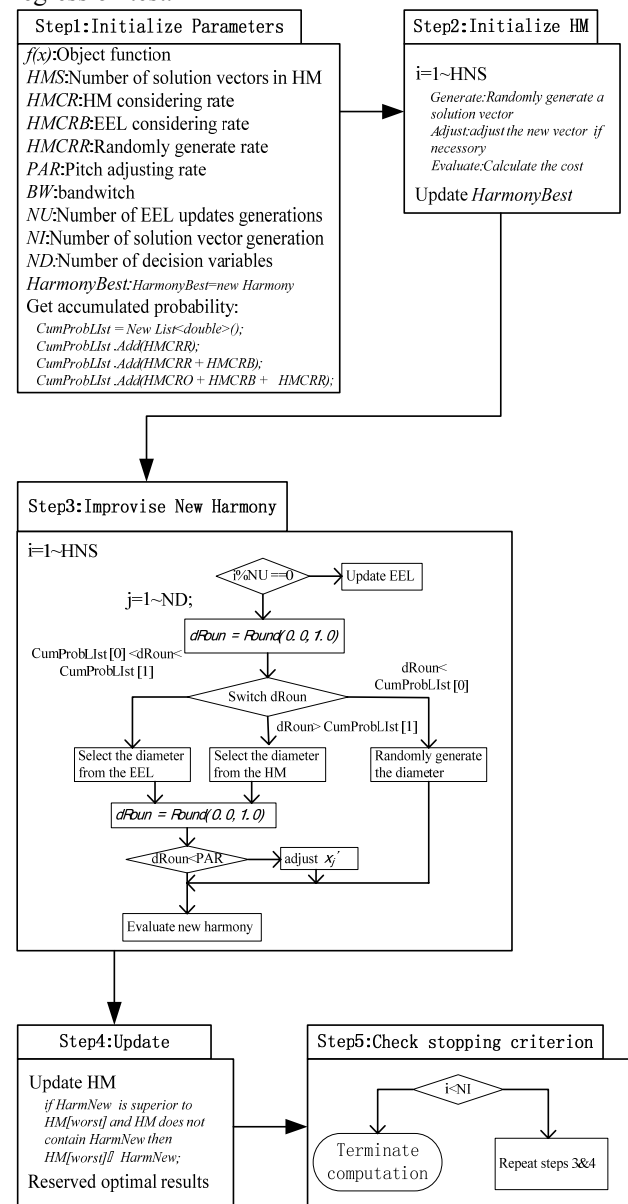 Step1:Initialize Parameters
f(x):Object function
HMS:Number of solution vectors in HM
HMCR:HM considering rate
HMCRB:EEL considering rate
HMCRR:Randomly generate rate
PAR:Pitch adjusting rate
BW:bandwitch
NU:Number of EEL updates generations
NI:Number of solution vector generation
ND:Number of decision variables
HarmonyBest:HarmonyBest=new Harmony
Get accumulated probability:
CumProbLIst = New List<double>();
CumProbLIst .Add(HMCRR);
CumProbLIst .Add(HMCRR + HMCRB);
CumProbLIst .Add(HMCRO + HMCRB + HMCRR);
Step2:Initialize HM
i=1~HNS
Generate:Randomly generate a
solution vector
Adjust:adjust the new vector if
necessary
Evaluate:Calculate the cost
Update HarmonyBest
Step3:Improvise New Harmony
i=1~HNS
i%NU==0
Update EEL
j=1~ND;
dRoun = Round(0.0, 1.0)
CumProbLIst [0] <dRoun<
CumProbLIst [1]
dRoun<
CumProbLIst [0]
Switch dRoun
dRoun> CumProbLIst [1]
Select the diameter
from the EEL
Select the diameter
from the HM
Randomly generate
the diameter
dRoun = Round(0.0, 1.0)
dRoun<PAR
adjust xj′
Evaluate new harmony
Step4:Update
Update HM
if HarmNew is superior to
HM[worst] and HM does not
contain HarmNew then
HM[worst] HarmNew;
Reserved optimal results
Step5:Check stopping criterion
i<NI
Terminate
computation
Repeat steps 3&4